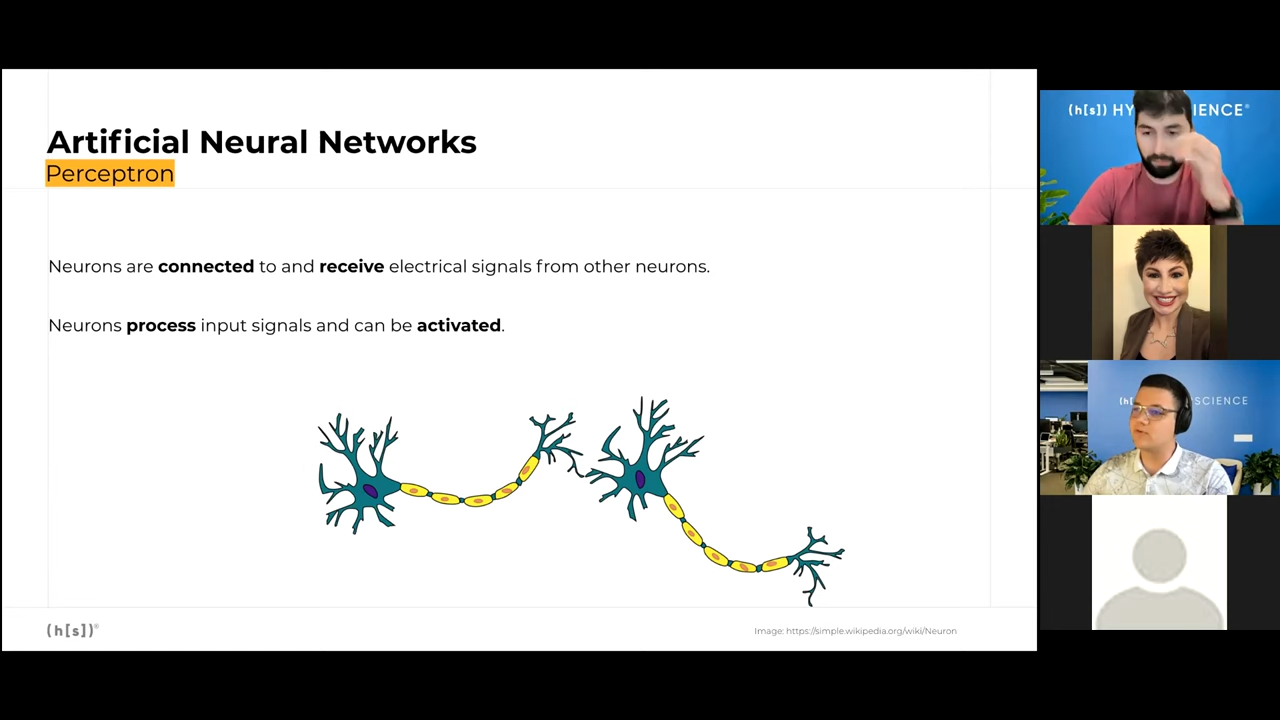 Artificial Neural Networks
Perceptron
Neurons are connected to and receive electrical signals from other neurons.
Neurons process input signals and can be activated.
(h[s])®
Image: https://simple.wikipedia.org/wiki/Neuron
(h[s]) HY IENCE®
SCIENCE